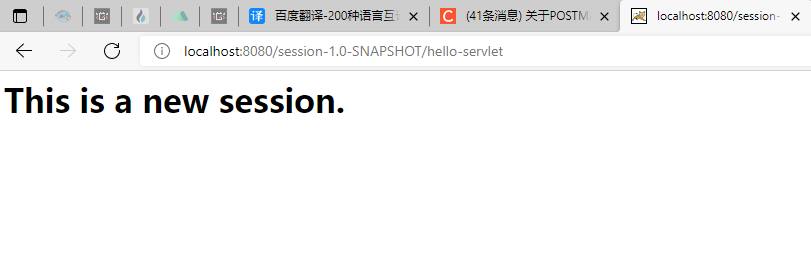 百度翻译-200种语言互
(41条消息) 关于POSTM
localhost:8080/session-1.0-
localhost:8080/session-1.0-SNAPSHOT/hello-servlet
This is a new session.